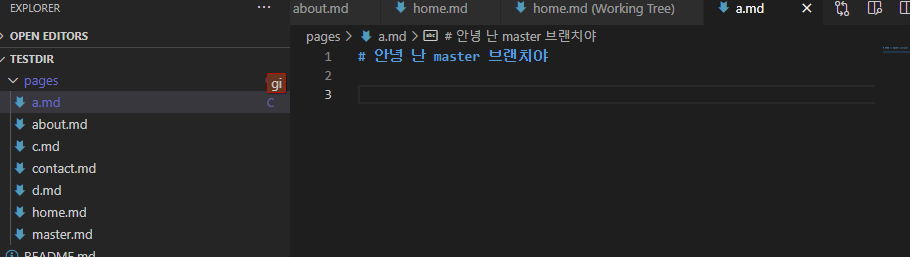 EXPLORER ...
about.md home.md home.md (Working Tree) a.md
OPEN EDITORS
pages > a.md > abc # 안녕 난 master 브랜치야
TESTDIR
1 # 안녕 난 master 브랜치야
pages
gi
2
a.md C
3
about.md
c.md
contact.md
d.md
home.md
master.md
README.md